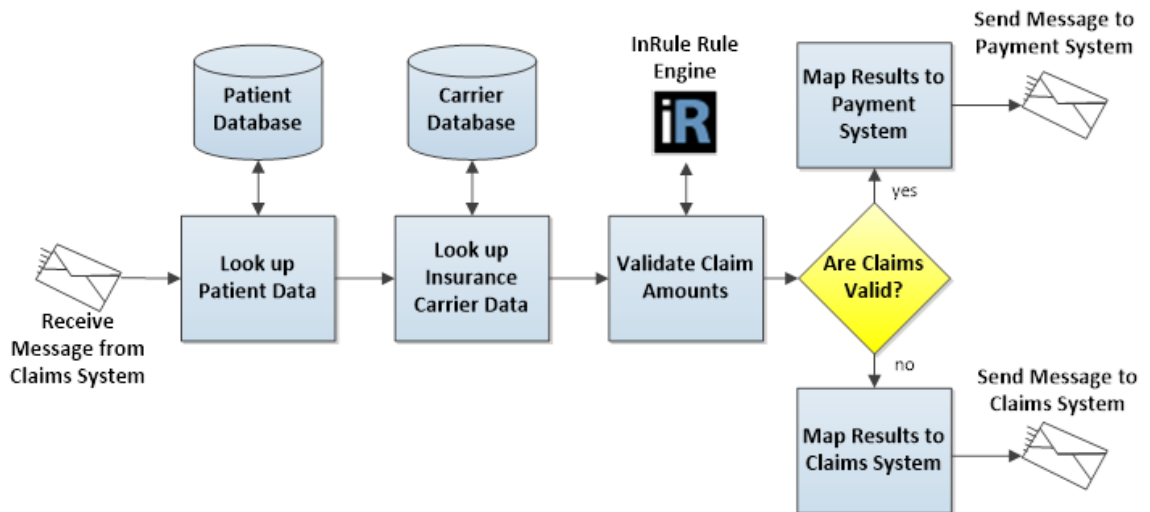 Patient
Database
Carrier
Database
InRule Rule
Engine
iR
Map Results to
Payment
System
Send Message to
Payment System
yes
Receive
Message from
Claims System
Look up
Patient Data
Look up
Insurance
Carrier Data
Validate Claim
Amounts
Are Claims
Valid?
no
Map Results to
Claims System
Send Message to
Claims System